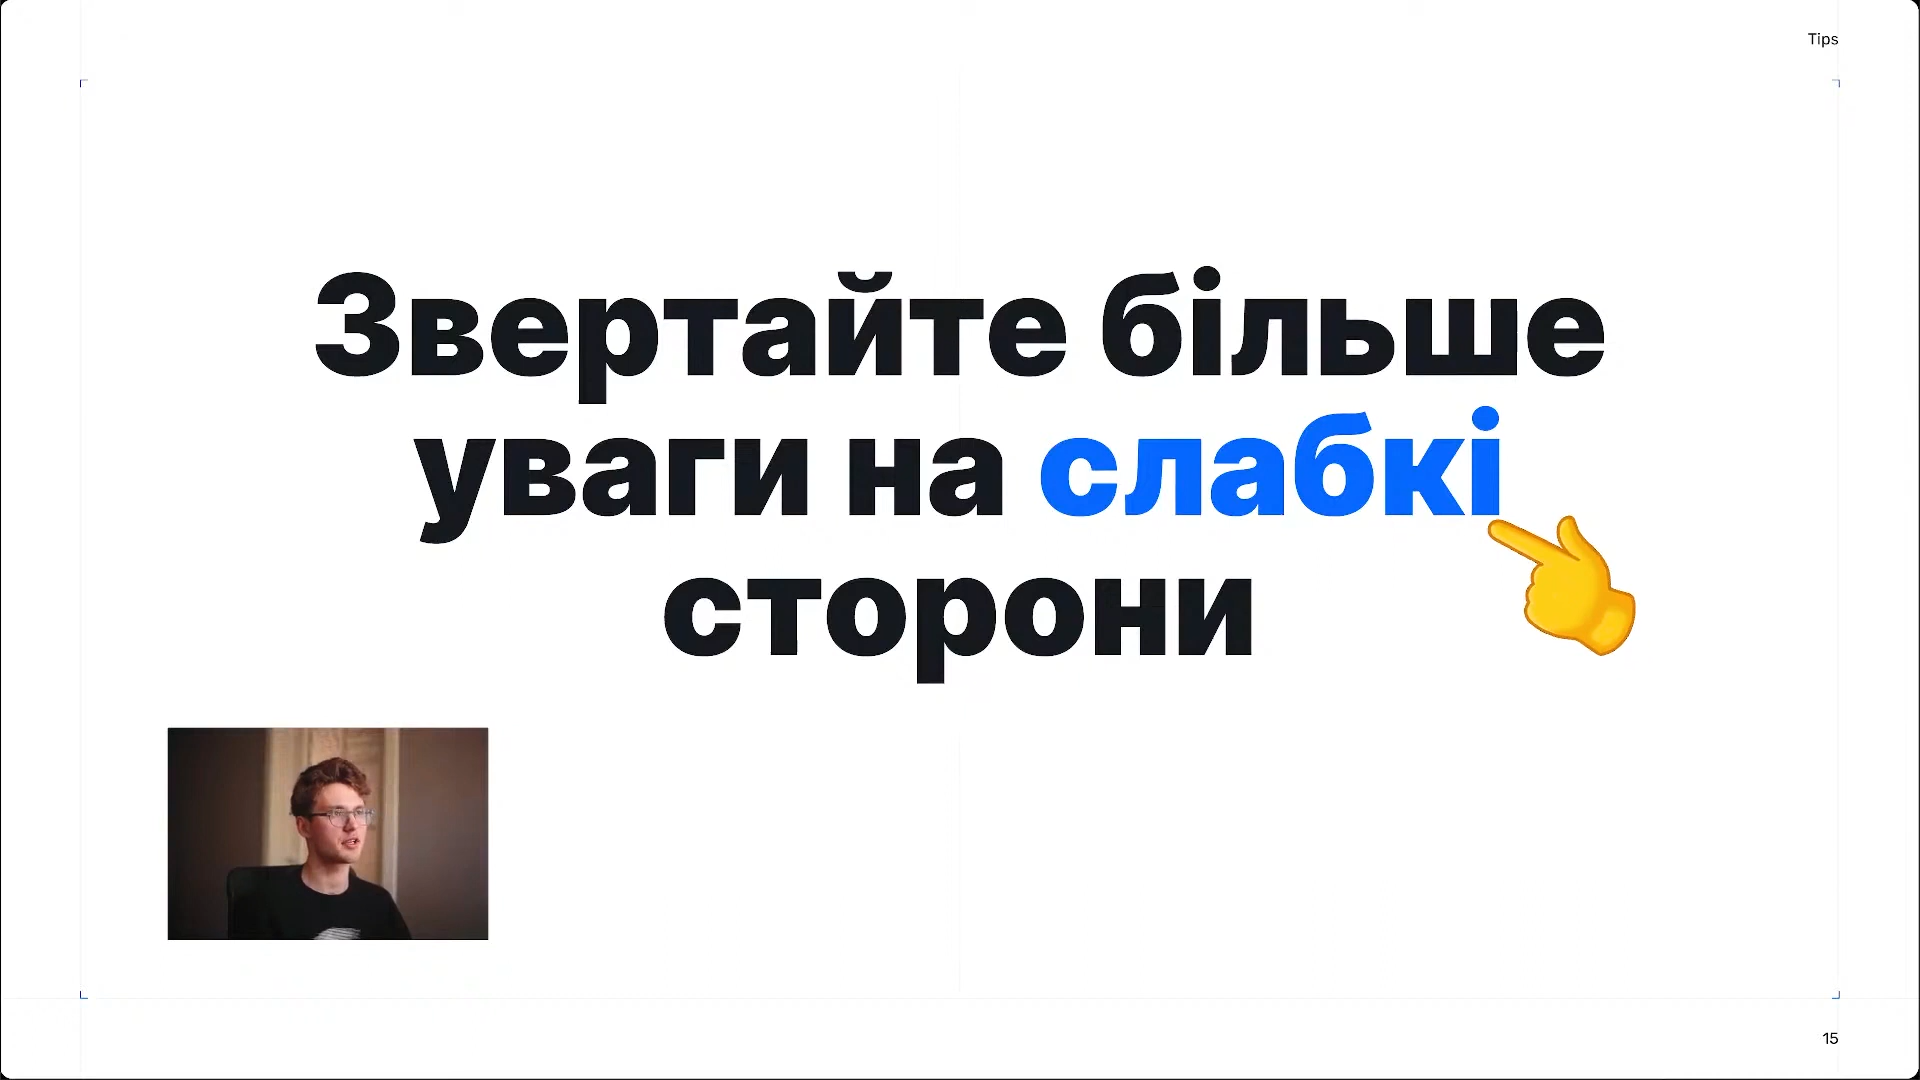 Tips
Звертайте більше
уваги на слабкі
сторони
15